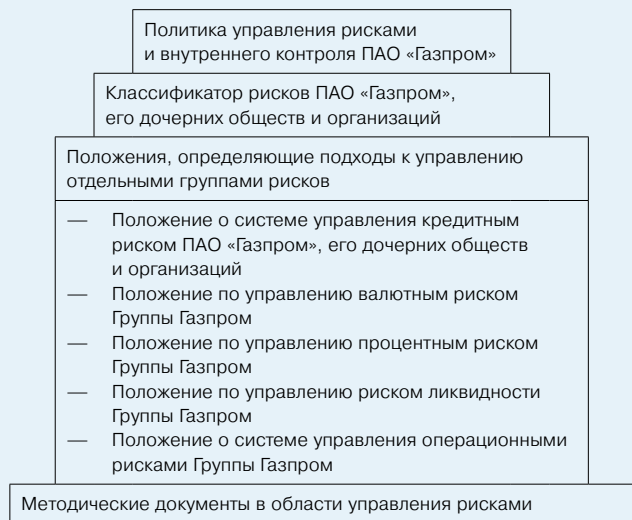 Политика управления рисками
и внутреннего контроля ПАО «Газпром»
Классификатор рисков ПАО «Газпром»,
его дочерних обществ и организаций
Положения, определяющие подходы к управлению
отдельными группами рисков
— Положение о системе управления кредитным
риском ПАО «Газпром», его дочерних обществ
и организаций
— Положение по управлению валютным риском
Группы Газпром
— Положение по управлению процентным риском
Группы Газпром
— Положение по управлению риском ликвидности
Группы Газпром
— Положение о системе управления операционными
рисками Группы Газпром
Методические документы в области управления рисками